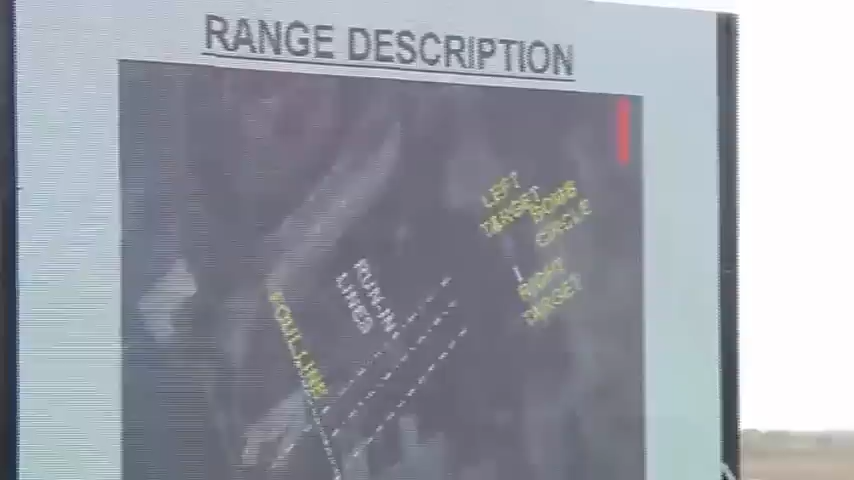 RANGE DESCRIPTION
LEFT
TARGET
BOMB
CIRCLE
RUN-IN
LINES
RIGHT
TARGET
FOUL LINE